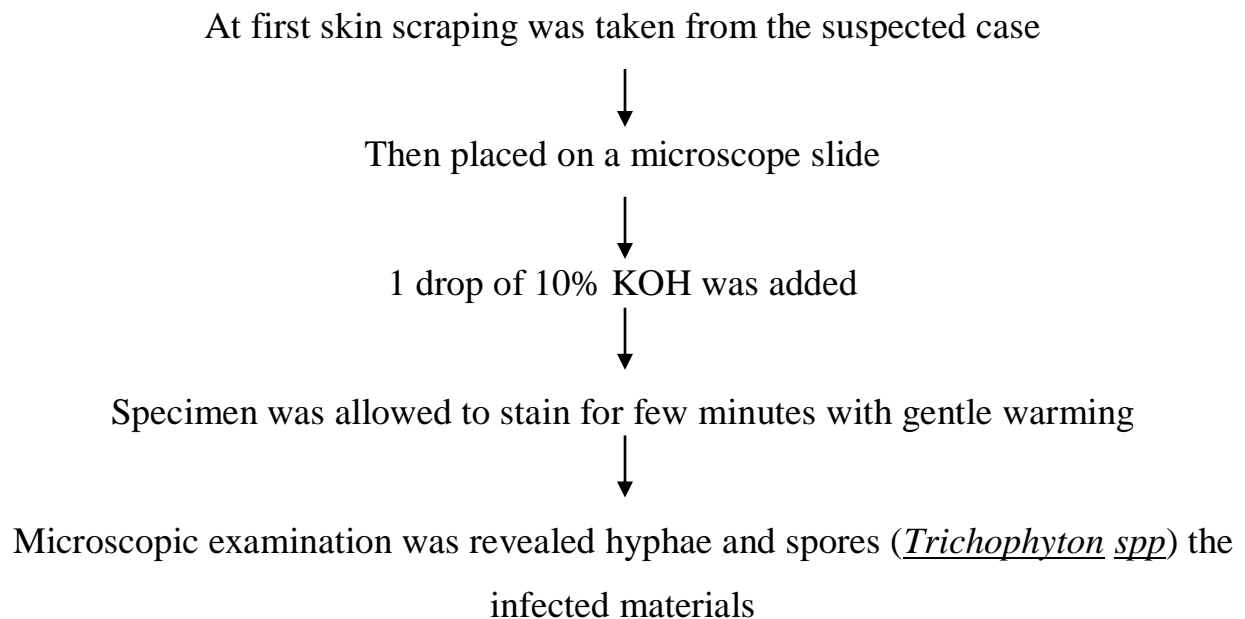 At first skin scraping was taken from the suspected case
Then placed on a microscope slide
1 drop of 10% KOH was added
Specimen was allowed to stain for few minutes with gentle warming
Microscopic examination was revealed hyphae and spores (Trichophyton spp) the
infected materials